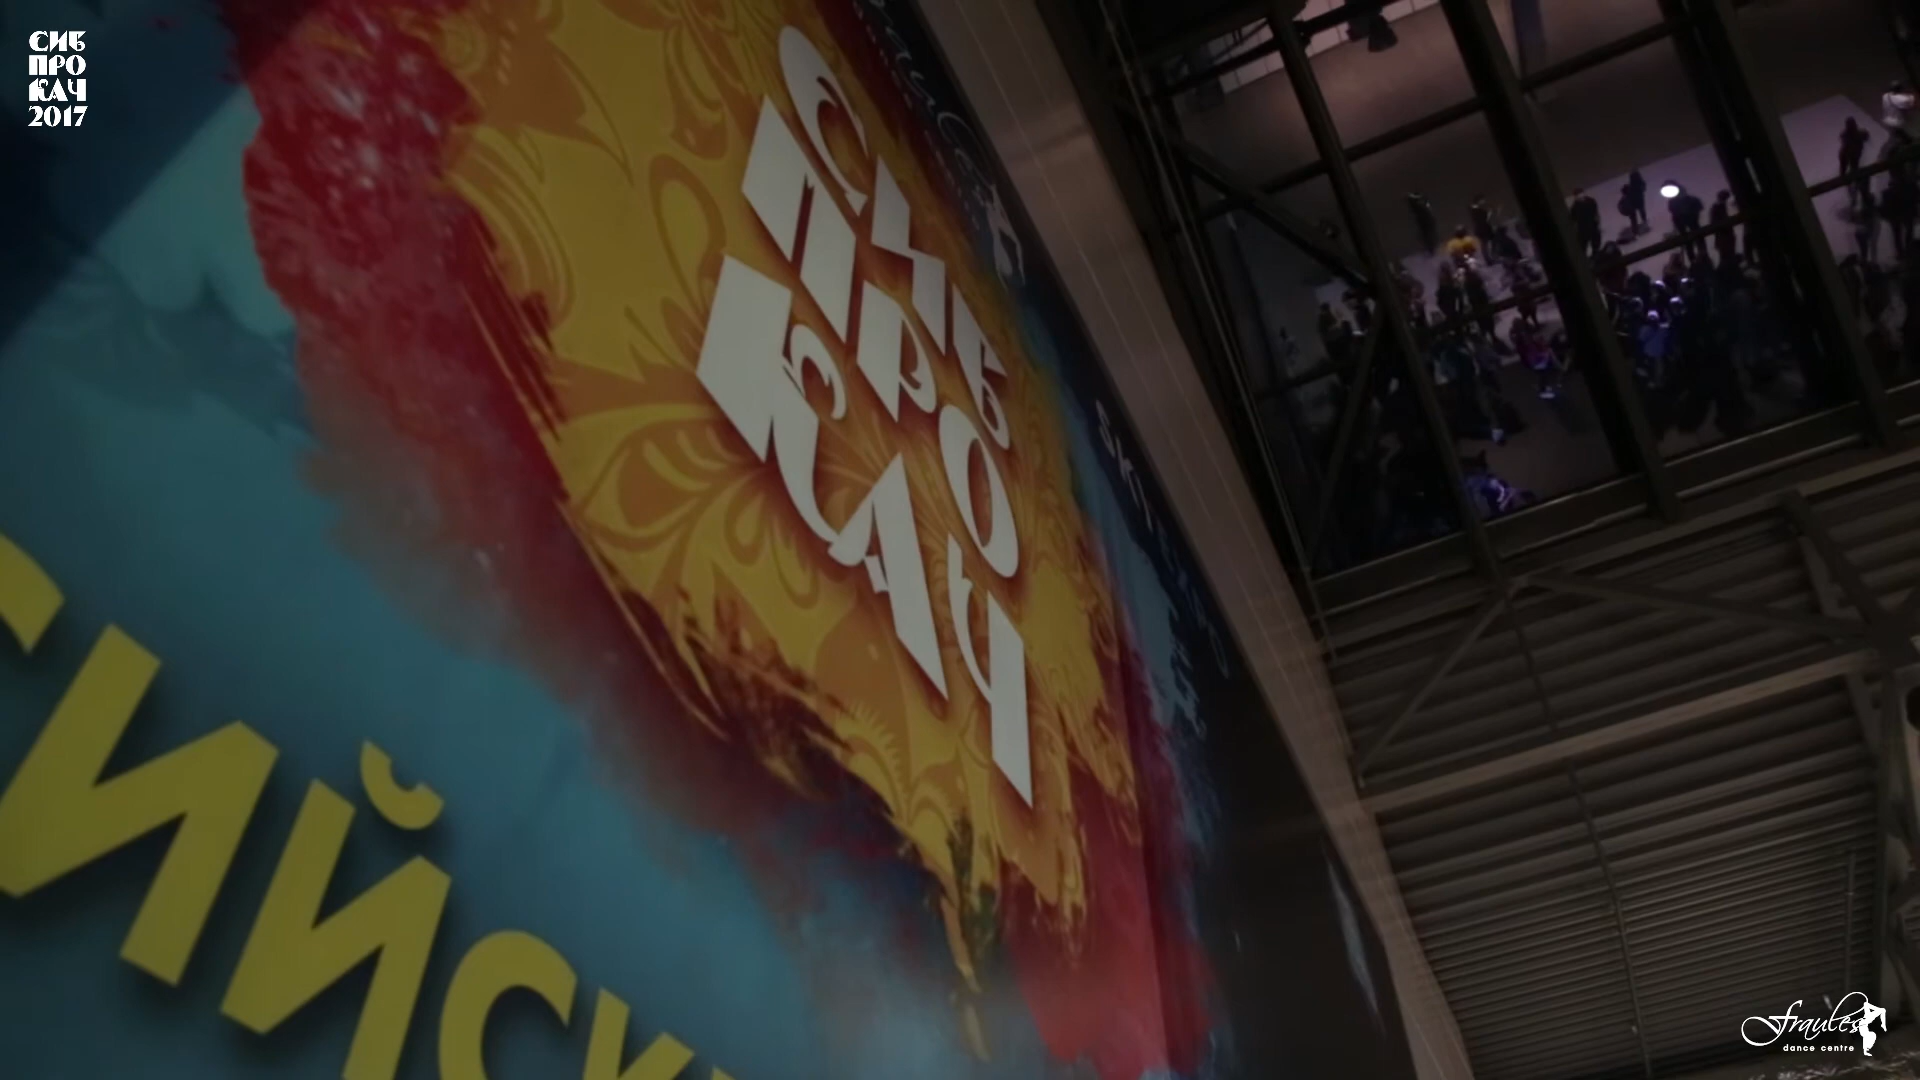 СИБ
ПРО
КАЧ
2017
СИБ
ПРО
КАЧ
СИЙСК
Fraules
dance centre